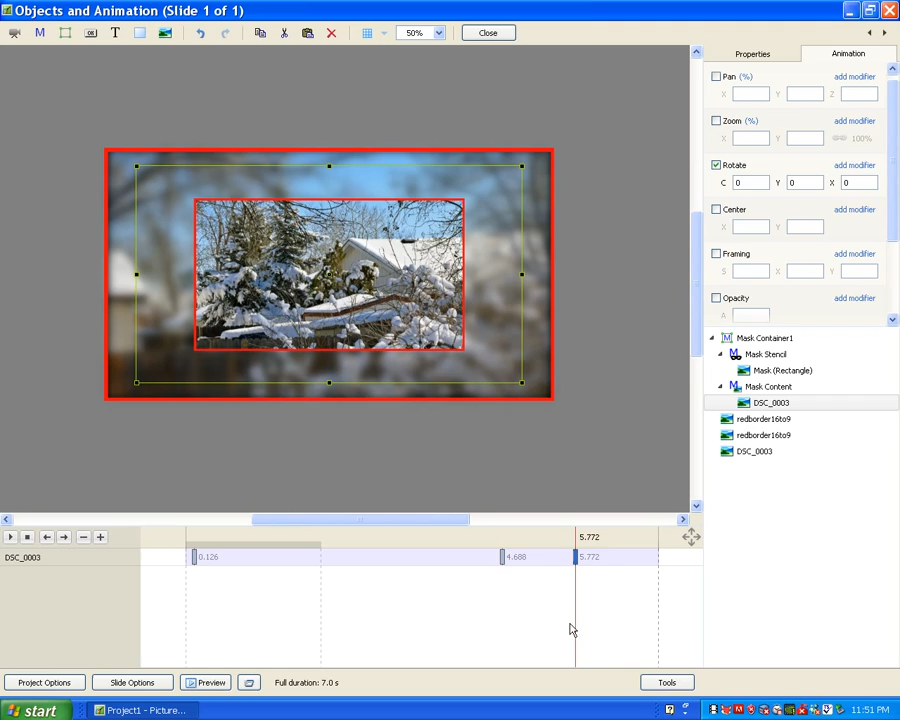 Objects and Animation (Slide 1 of 1)
M OK T 50% Close
Properties Animation
Pan (%) add modifier
X Y Z
Zoom (%) add modifier
X Y 100%
Rotate add modifier
C 0 Y 0 X 0
Center add modifier
X Y
Framing add modifier
S X Y
Opacity add modifier
A
Mask Container1
Mask Stencil
Mask (Rectangle)
Mask Content
DSC_0003
redborder16to9
redborder16to9
DSC_0003
5.772
DSC_0003 0.126 4.688 5.772
Project Options Slide Options Preview Full duration: 7.0 s Tools
start Project1 - Picture... 11:51 PM